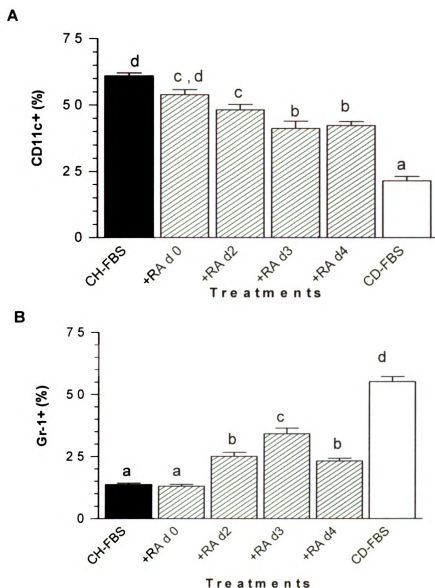 A
75
50
25
0
CD11c+ (%)
d
c , d
c
b
b
a
CH-FBS
+RA d 0
+RA d2
+RA d3
+RA d4
CD-FBS
Treatments
B
75
50
25
0
Gr-1+ (%)
a
a
b
c
b
d
CH-FBS
+RA d 0
+RA d2
+RA d3
+RA d4
CD-FBS
Treatments